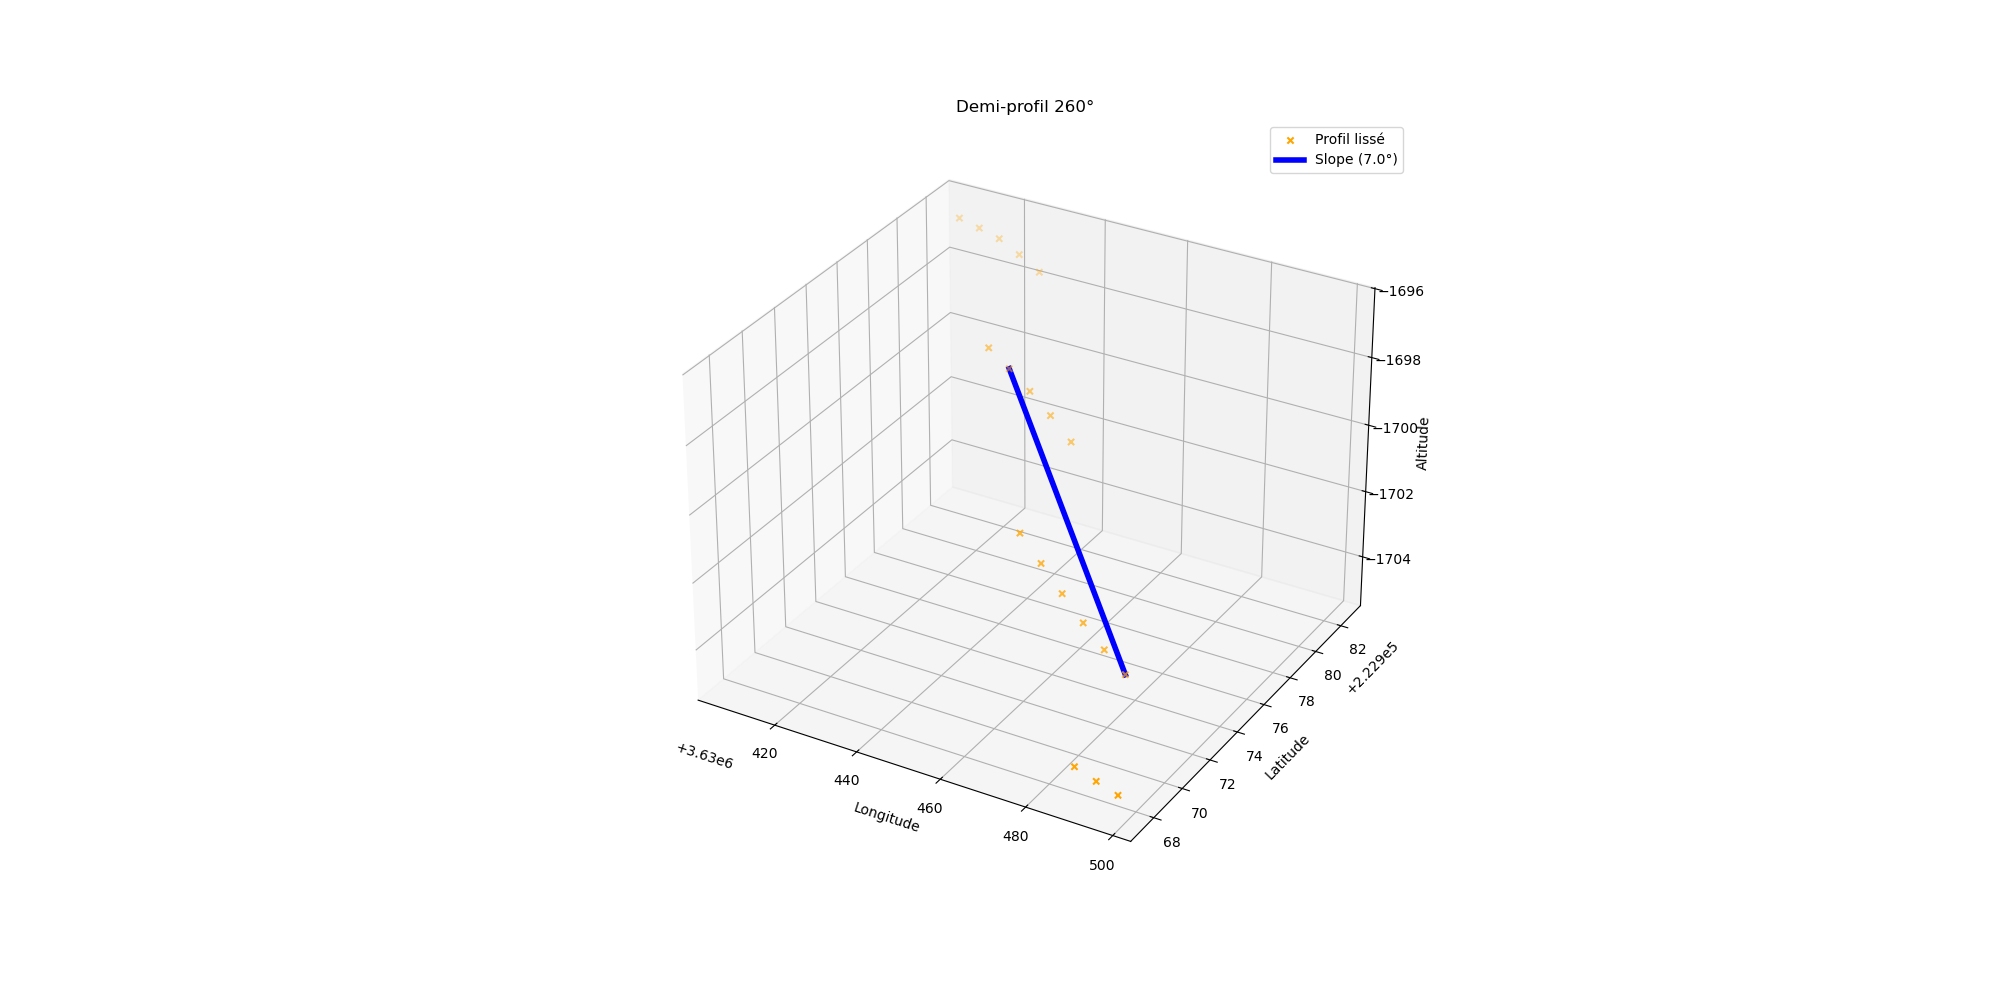 Demi-profil 260°
Profil lissé
Slope (7.0°)
−1696
−1698
−1700
−1702
−1704
Altitude
82
80
78
76
74
72
70
68
+2.229e5
Latitude
+3.63e6
420
440
460
480
500
Longitude